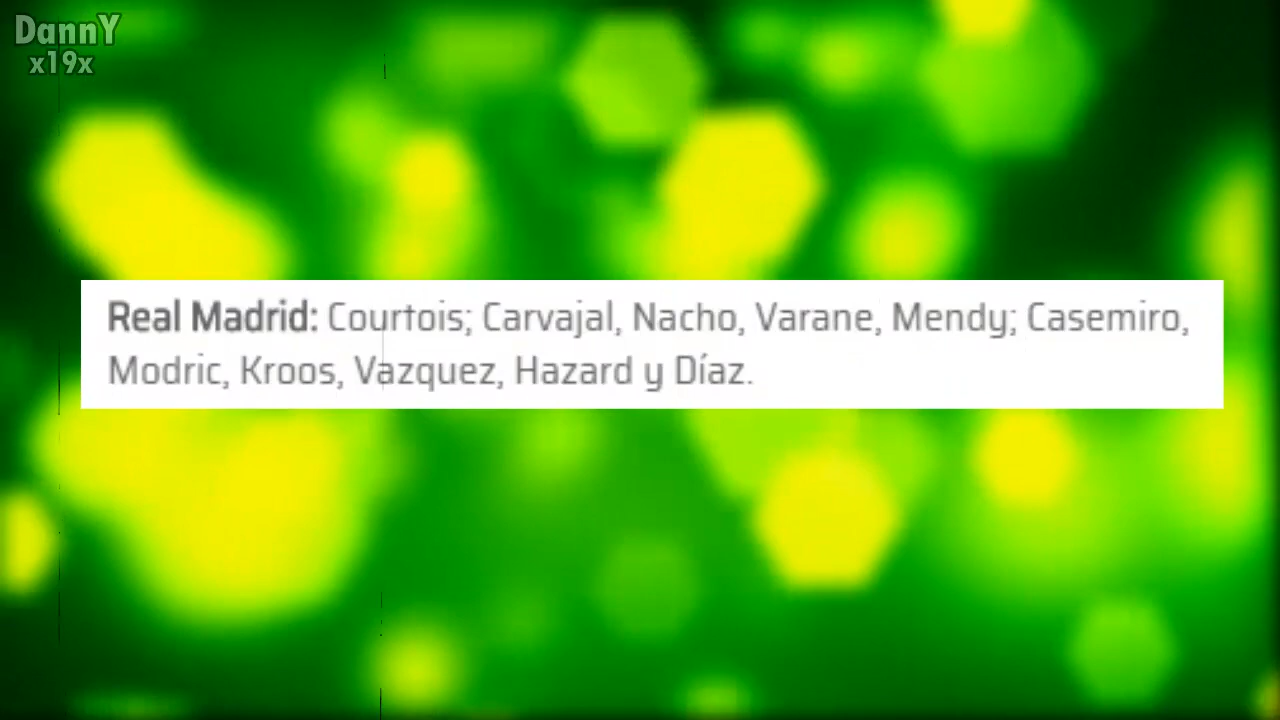 DannY
x19x
Real Madrid: Courtois; Carvajal, Nacho, Varane, Mendy; Casemiro,
Modric, Kroos, Vazquez, Hazard y Díaz.